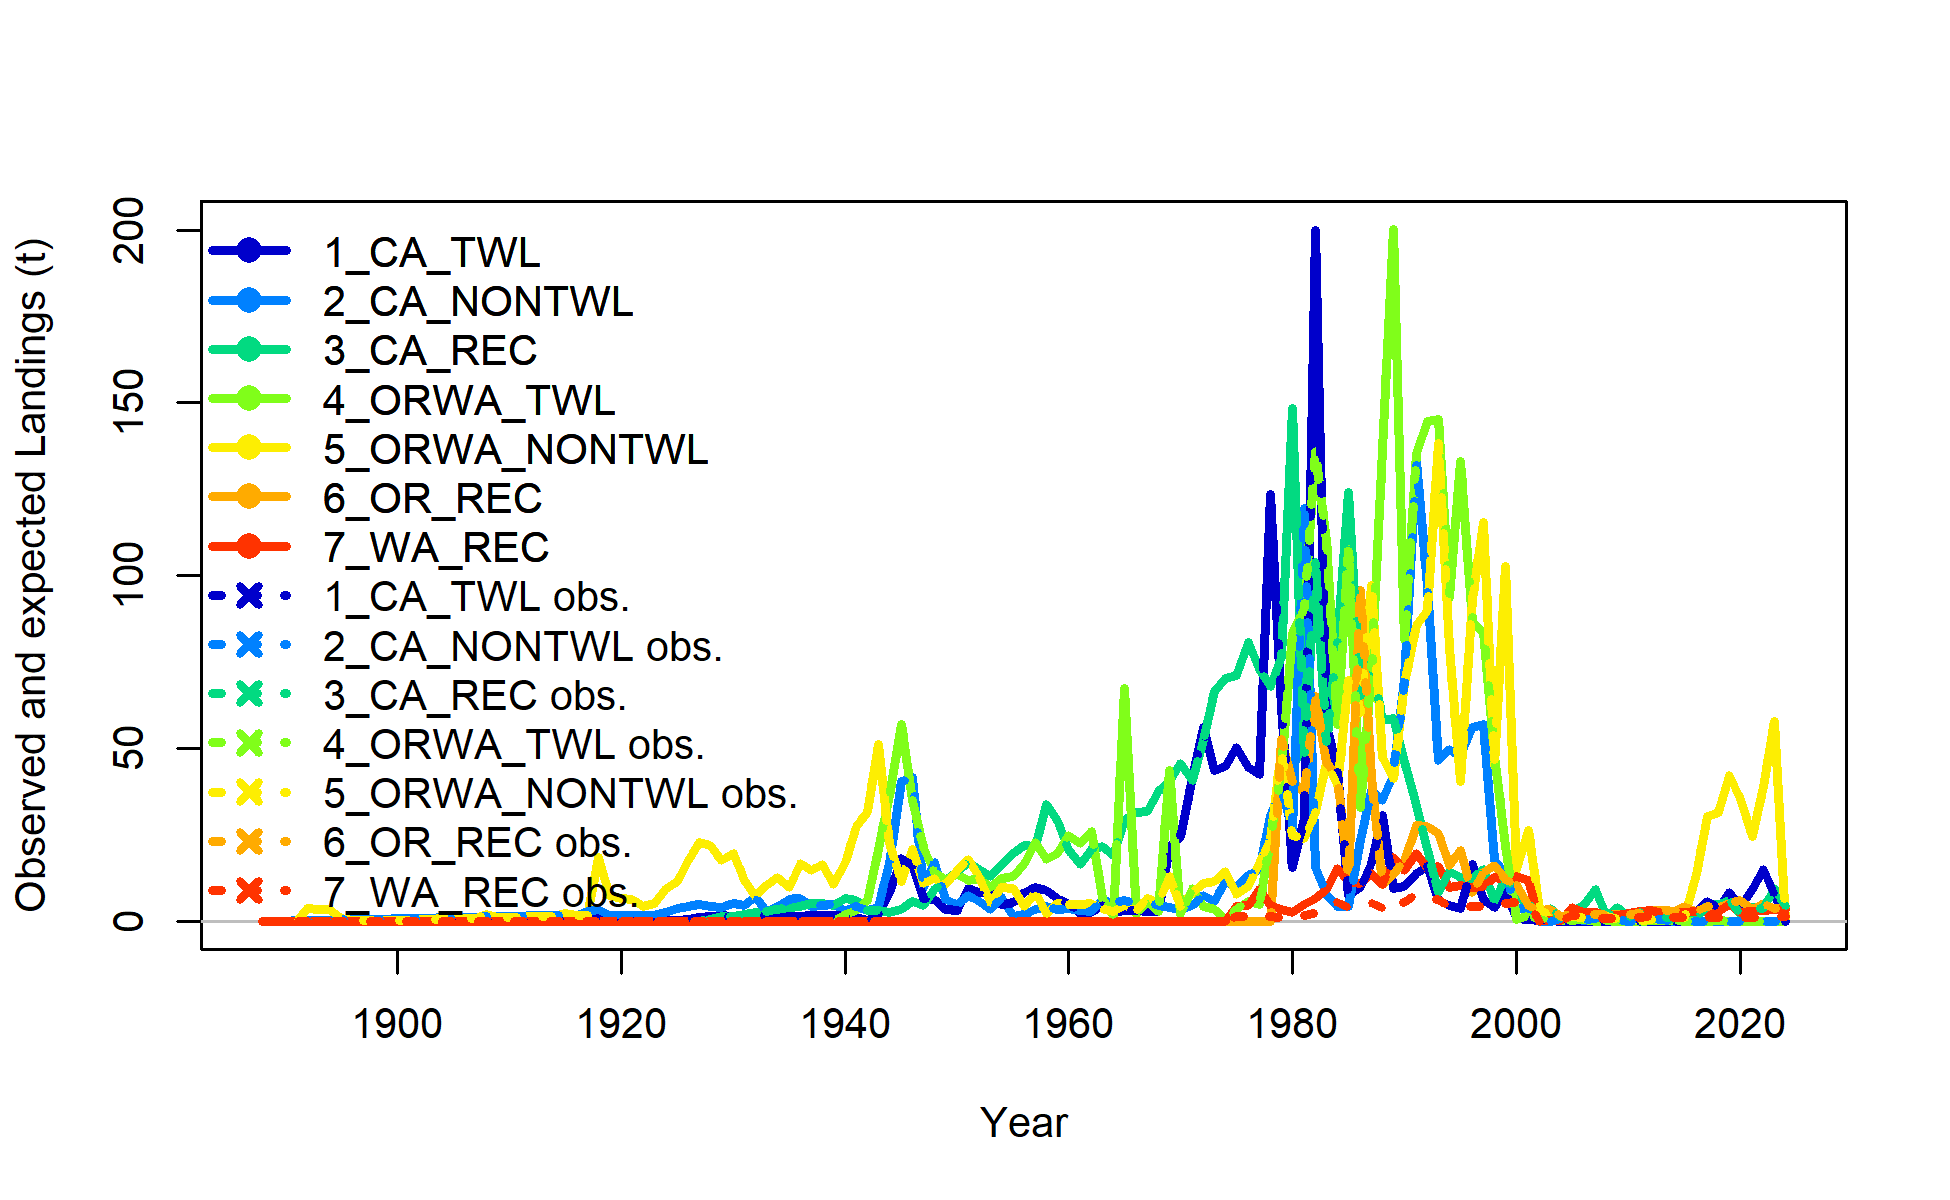 Observed and expected Landings (t)
200
150
100
50
0
1_CA_TWL
2_CA_NONTWL
3_CA_REC
4_ORWA_TWL
5_ORWA_NONTWL
6_OR_REC
7_WA_REC
1_CA_TWL obs.
2_CA_NONTWL obs.
3_CA_REC obs.
4_ORWA_TWL obs.
5_ORWA_NONTWL obs.
6_OR_REC obs.
7_WA_REC obs.
1900 1920 1940 1960 1980 2000 2020
Year